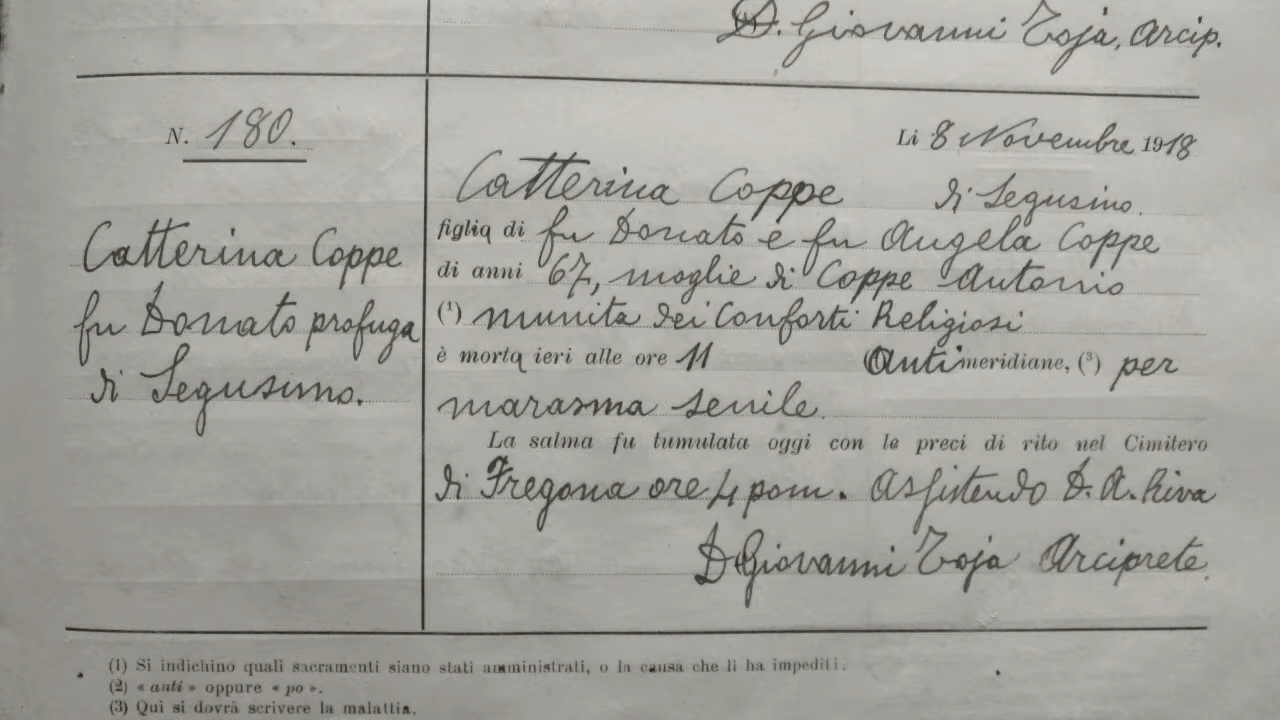 D. Giovanni Toja, Arcip.
N. 180.
Catterina Coppe
fu Donato profuga
di Segusino.
Li 8 Novembre 1918
Catterina Coppe di Segusino.
figlia di fu Donato e fu Angela Coppe
di anni 67, moglie di Coppe Antonio
(1) munita dei Conforti Religiosi
è morta ieri alle ore 11 Antimeridiane, (3) per
marasma senile.
La salma fu tumulata oggi con le preci di rito nel Cimitero
di Fregona ore 4 pom. assistendo D. A. Riva
D Giovanni Toja Arciprete.
(1) Si indichino quali sacramenti siano stati amministrati, o la causa che li ha impediti.
(2) « anti » oppure « po ».
(3) Qui si dovrà scrivere la malattia.